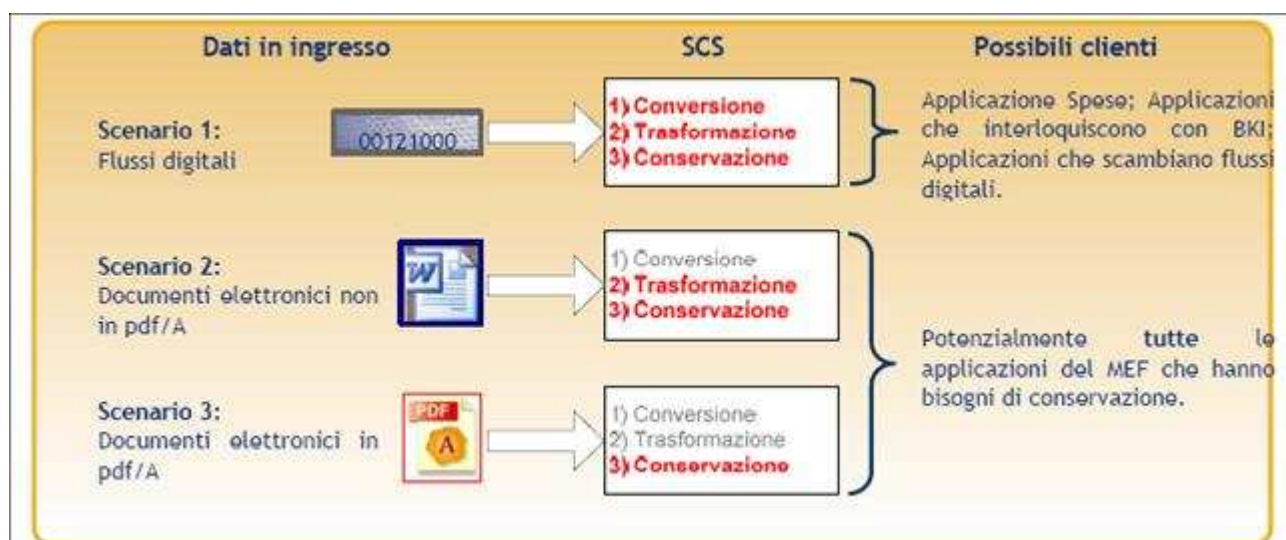 Dati in ingresso
SCS
Possibili clienti
Scenario 1:
Flussi digitali
00121000
1) Conversione
2) Trasformazione
3) Conservazione
Applicazione Spese; Applicazioni
che interloquiscono con BKI;
Applicazioni che scambiano flussi
digitali.
Scenario 2:
Documenti elettronici non
in pdf/A
W
1) Conversione
2) Trasformazione
3) Conservazione
Scenario 3:
Documenti elettronici in
pdf/A
PDF
A
1) Conversione
2) Trasformazione
3) Conservazione
Potenzialmente tutte le
applicazioni del MEF che hanno
bisogni di conservazione.